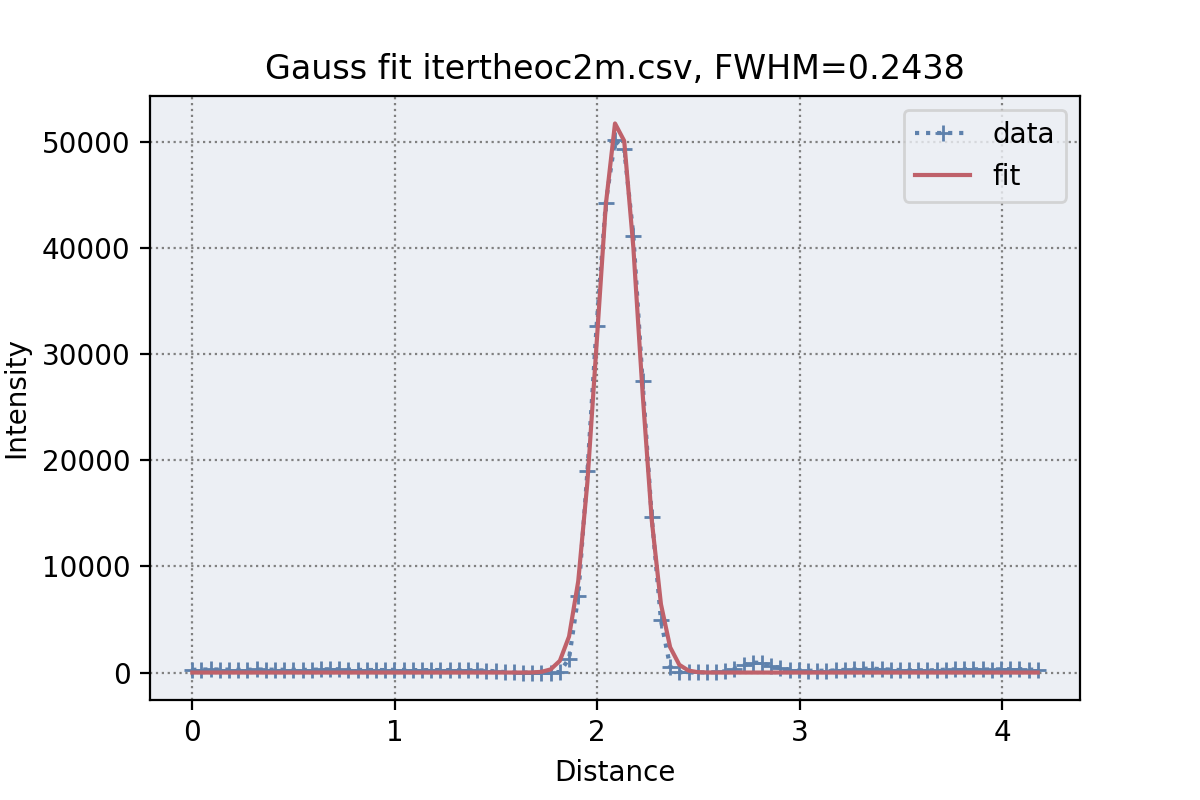 Gauss fit itertheoc2m.csv, FWHM=0.2438
data
fit
50000
40000
30000
20000
10000
0
Intensity
0 1 2 3 4
Distance